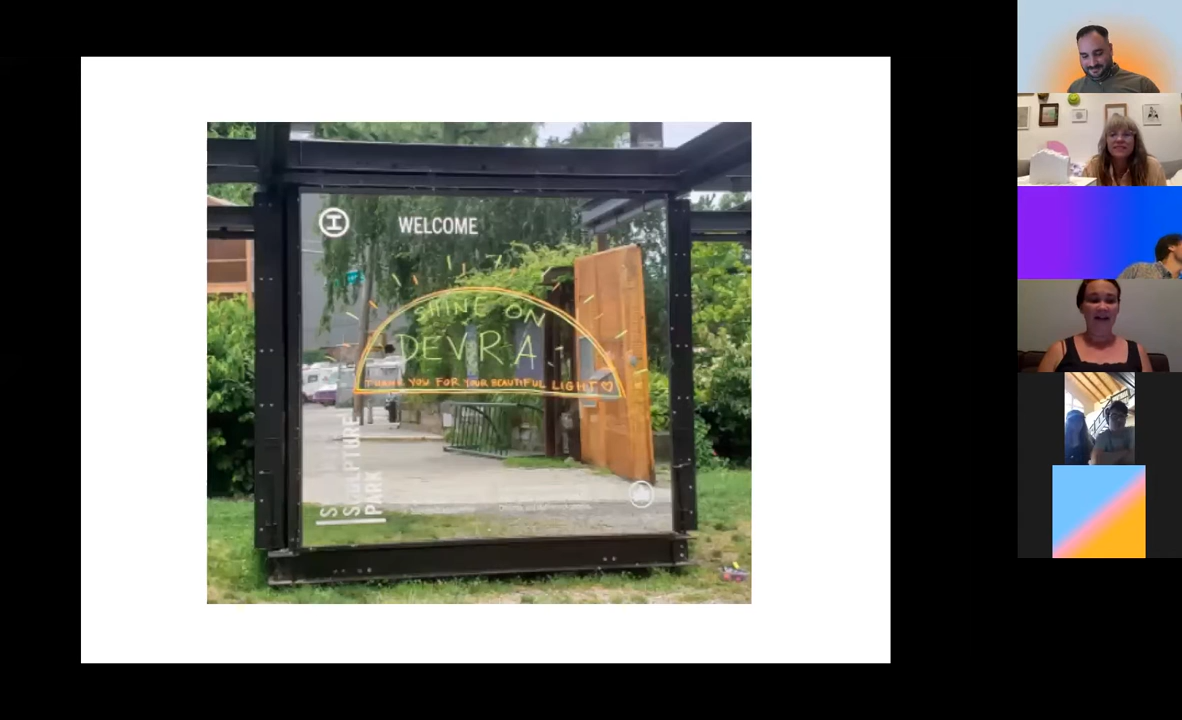 WELCOME
SHINE ON
DEVRA
THANK YOU FOR YOUR BEAUTIFUL LIGHT
SCULPTURE
PARK